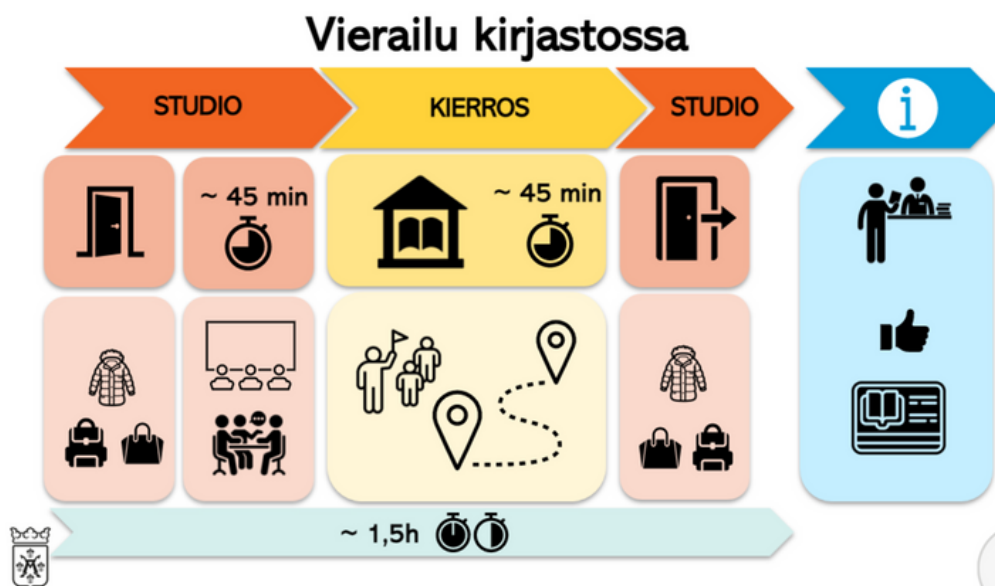 Vierailu kirjastossa
STUDIO
KIERROS
STUDIO
i
~ 45 min
~ 45 min
~ 1,5h